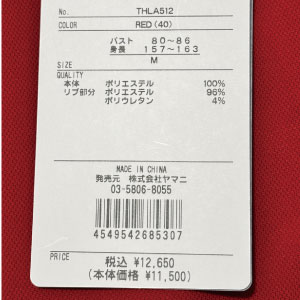 No. THLA512
COLOR RED(40)
バスト 80～86
身長 157～163
SIZE M
QUALITY
本体 ポリエステル 100%
リブ部分 ポリエステル 96%
ポリウレタン 4%
MADE IN CHINA
発売元 株式会社ヤマニ
03-5806-8055
4549542685307
PRICE
税込 ¥12,650
(本体価格 ¥11,500)